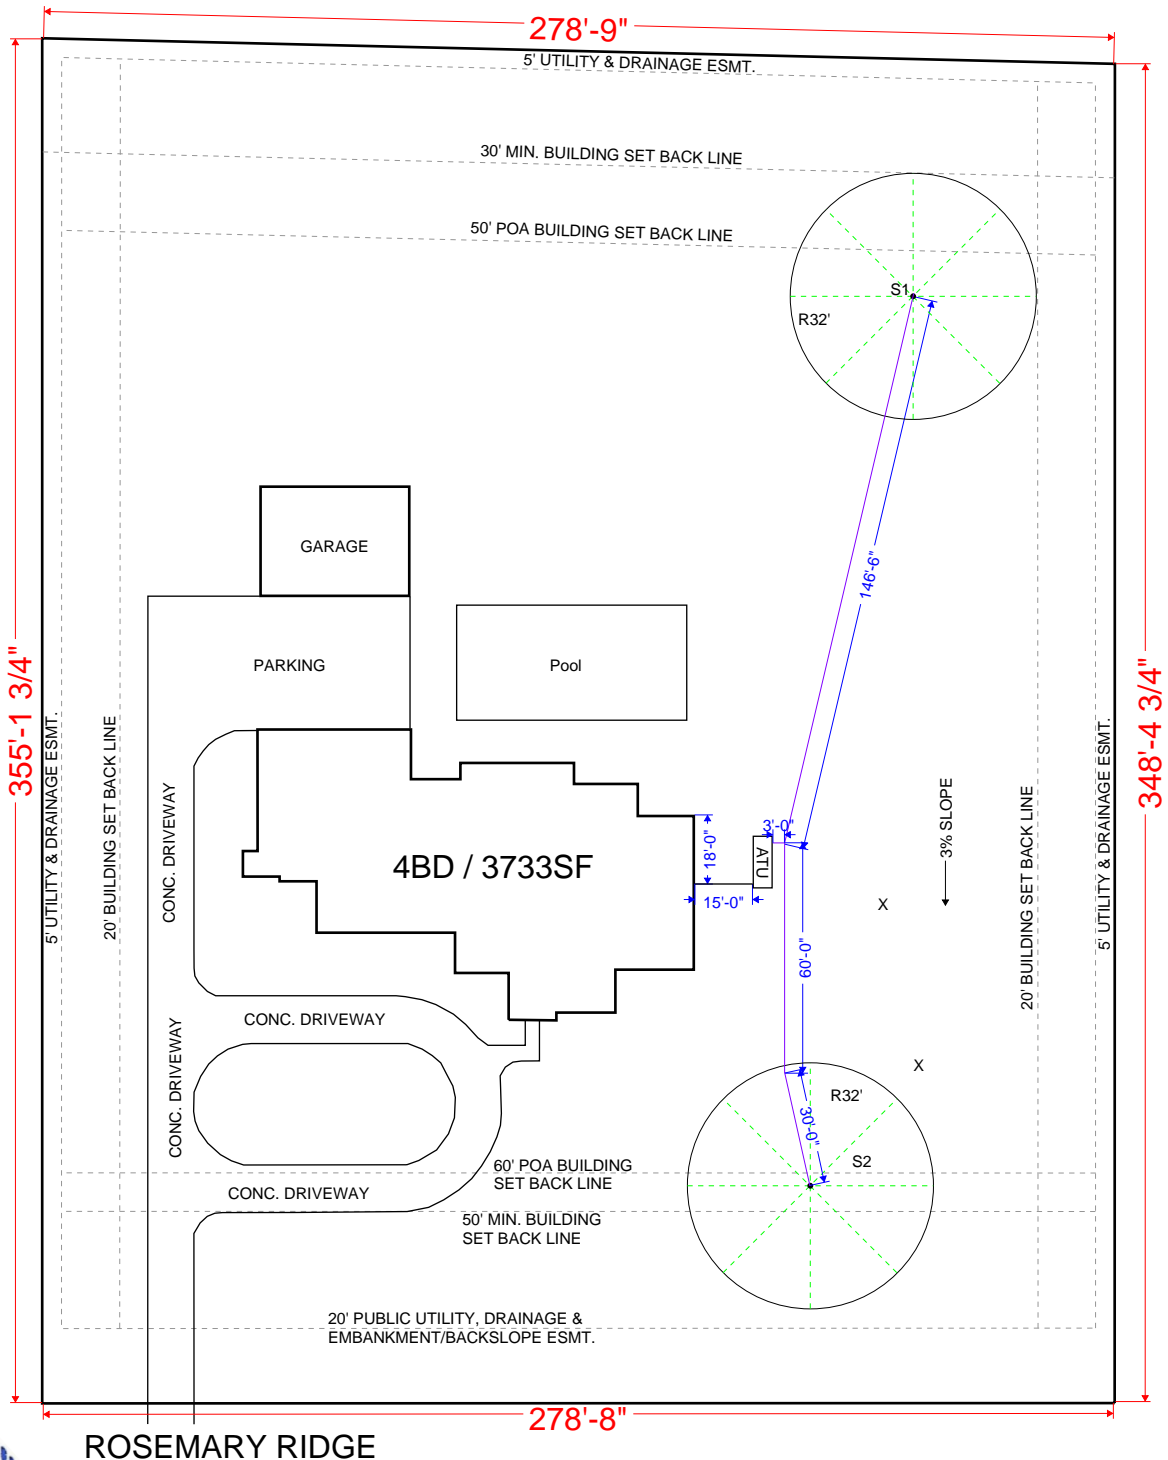 278'-9"
5' UTILITY & DRAINAGE ESMT.
30' MIN. BUILDING SET BACK LINE
50' POA BUILDING SET BACK LINE
S1
R32'
146'-6"
GARAGE
PARKING
Pool
355'-1 3/4"
348'-4 3/4"
5' UTILITY & DRAINAGE ESMT.
20' BUILDING SET BACK LINE
CONC. DRIVEWAY
4BD / 3733SF
18'-0"
3'-0"
ATU
15'-0"
3% SLOPE
X
60'-0"
20' BUILDING SET BACK LINE
5' UTILITY & DRAINAGE ESMT.
CONC. DRIVEWAY
CONC. DRIVEWAY
X
R32'
30'-0"
S2
60' POA BUILDING
SET BACK LINE
CONC. DRIVEWAY
50' MIN. BUILDING
SET BACK LINE
20' PUBLIC UTILITY, DRAINAGE &
EMBANKMENT/BACKSLOPE ESMT.
278'-8"
ROSEMARY RIDGE